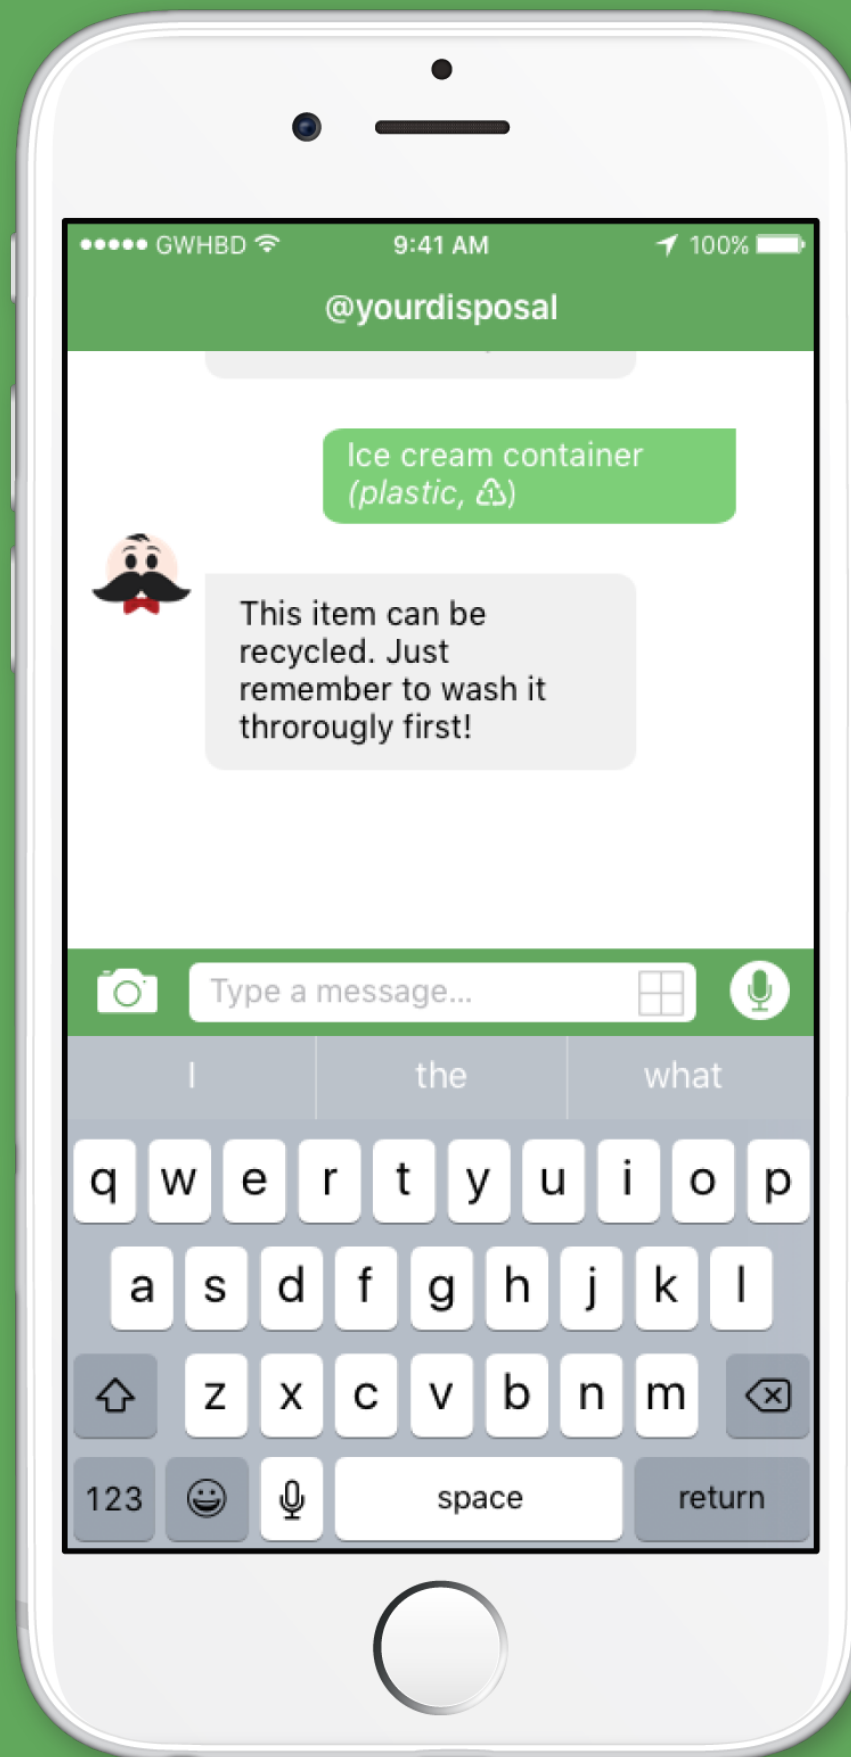 GWHBD 9:41 AM 100%
@yourdisposal
Ice cream container
(plastic, ♳)
This item can be
recycled. Just
remember to wash it
throrougly first!
Type a message...
I the what
q w e r t y u i o p
a s d f g h j k l
z x c v b n m
123 space return